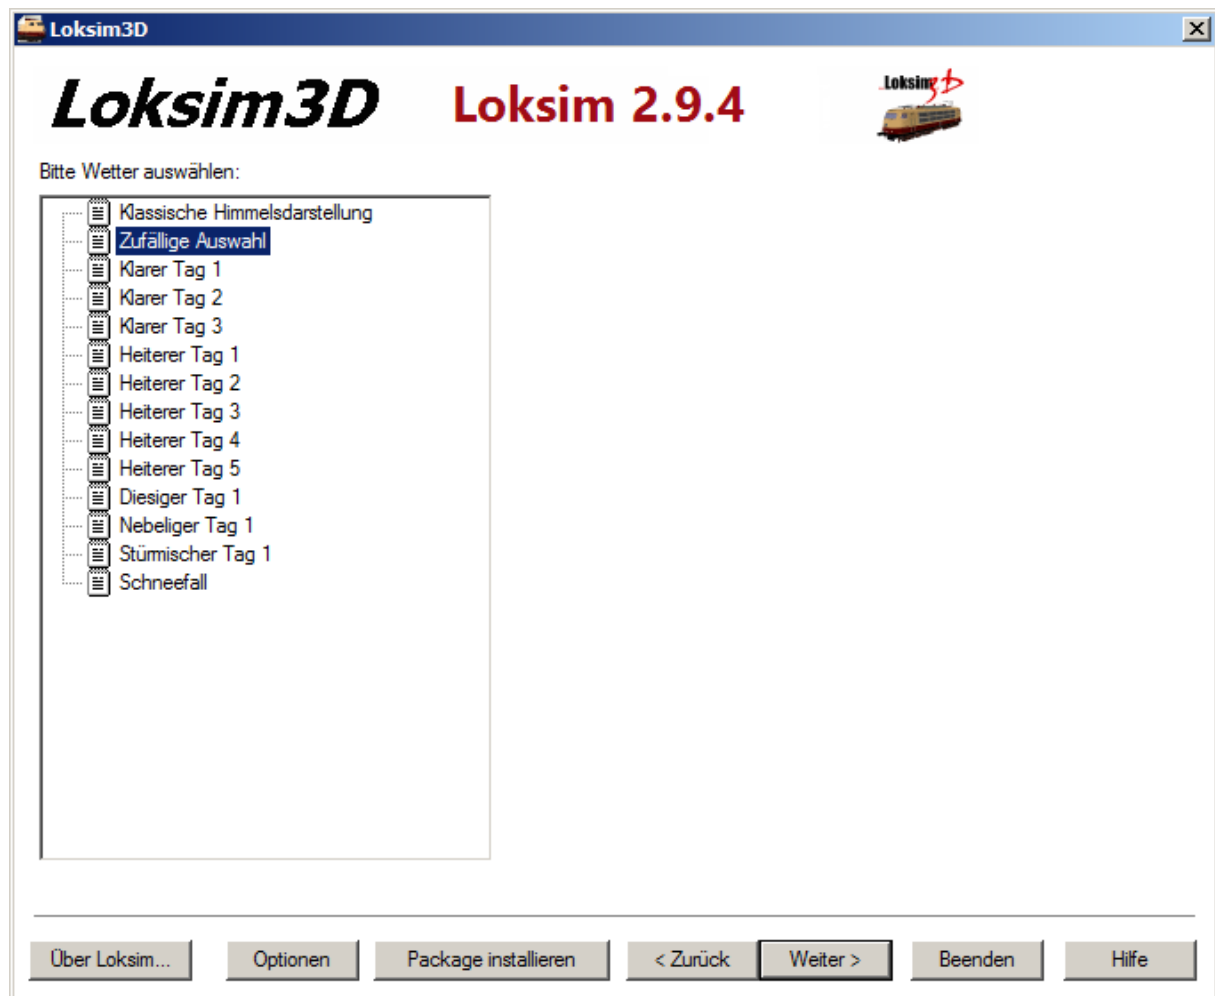 Loksim3D
Loksim3D
Loksim 2.9.4
Loksim3D
Bitte Wetter auswählen:
Klassische Himmelsdarstellung
Zufällige Auswahl
Klarer Tag 1
Klarer Tag 2
Klarer Tag 3
Heiterer Tag 1
Heiterer Tag 2
Heiterer Tag 3
Heiterer Tag 4
Heiterer Tag 5
Diesiger Tag 1
Nebeliger Tag 1
Stürmischer Tag 1
Schneefall
Über Loksim... Optionen Package installieren < Zurück Weiter > Beenden Hilfe